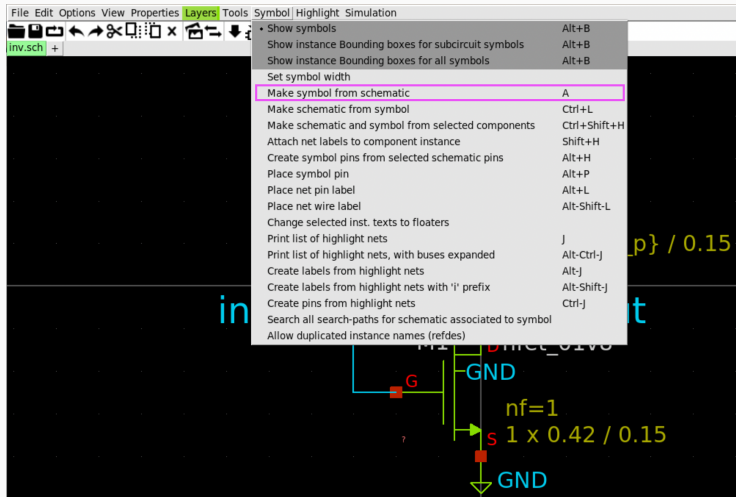 File Edit Options View Properties Layers Tools Symbol Highlight Simulation
inv.sch +
• Show symbols Alt+B
Show instance Bounding boxes for subcircuit symbols Alt+B
Show instance Bounding boxes for all symbols Alt+B
Set symbol width
Make symbol from schematic A
Make schematic from symbol Ctrl+L
Make schematic and symbol from selected components Ctrl+Shift+H
Attach net labels to component instance Shift+H
Create symbol pins from selected schematic pins Alt+H
Place symbol pin Alt+P
Place net pin label Alt+L
Place net wire label Alt-Shift-L
Change selected inst. texts to floaters
Print list of highlight nets J
Print list of highlight nets, with buses expanded Alt-Ctrl-J
Create labels from highlight nets Alt-J
Create labels from highlight nets with 'i' prefix Alt-Shift-J
Create pins from highlight nets Ctrl-J
Search all search-paths for schematic associated to symbol
Allow duplicated instance names (refdes)
_p} / 0.15
in
ut
M1 D nfet_01v8
GND
G
nf=1
? S 1 x 0.42 / 0.15
GND